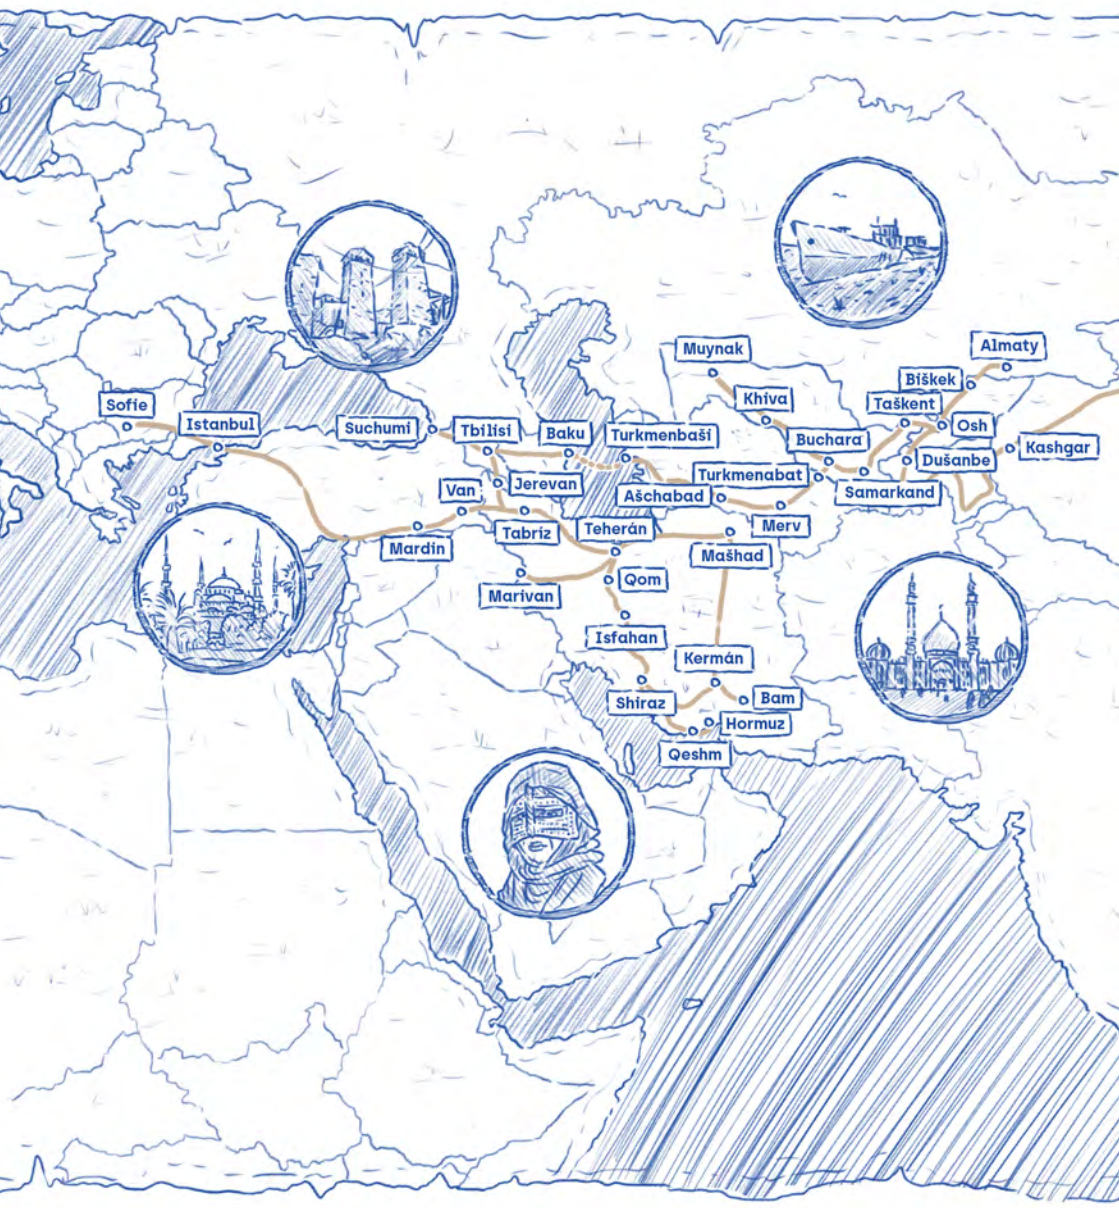 Muynak
Almaty
Biškek
Khiva
Taškent
Sofie
Istanbul
Suchumi
Tbilisi
Baku
Turkmenbaši
Osh
Buchara
Kashgar
Dušanbe
Turkmenabat
Jerevan
Van
Ašchabad
Samarkand
Merv
Teherán
Tabríz
Mardin
Mašhad
Qom
Marivan
Isfahan
Kermán
Bam
Shiraz
Hormuz
Qeshm